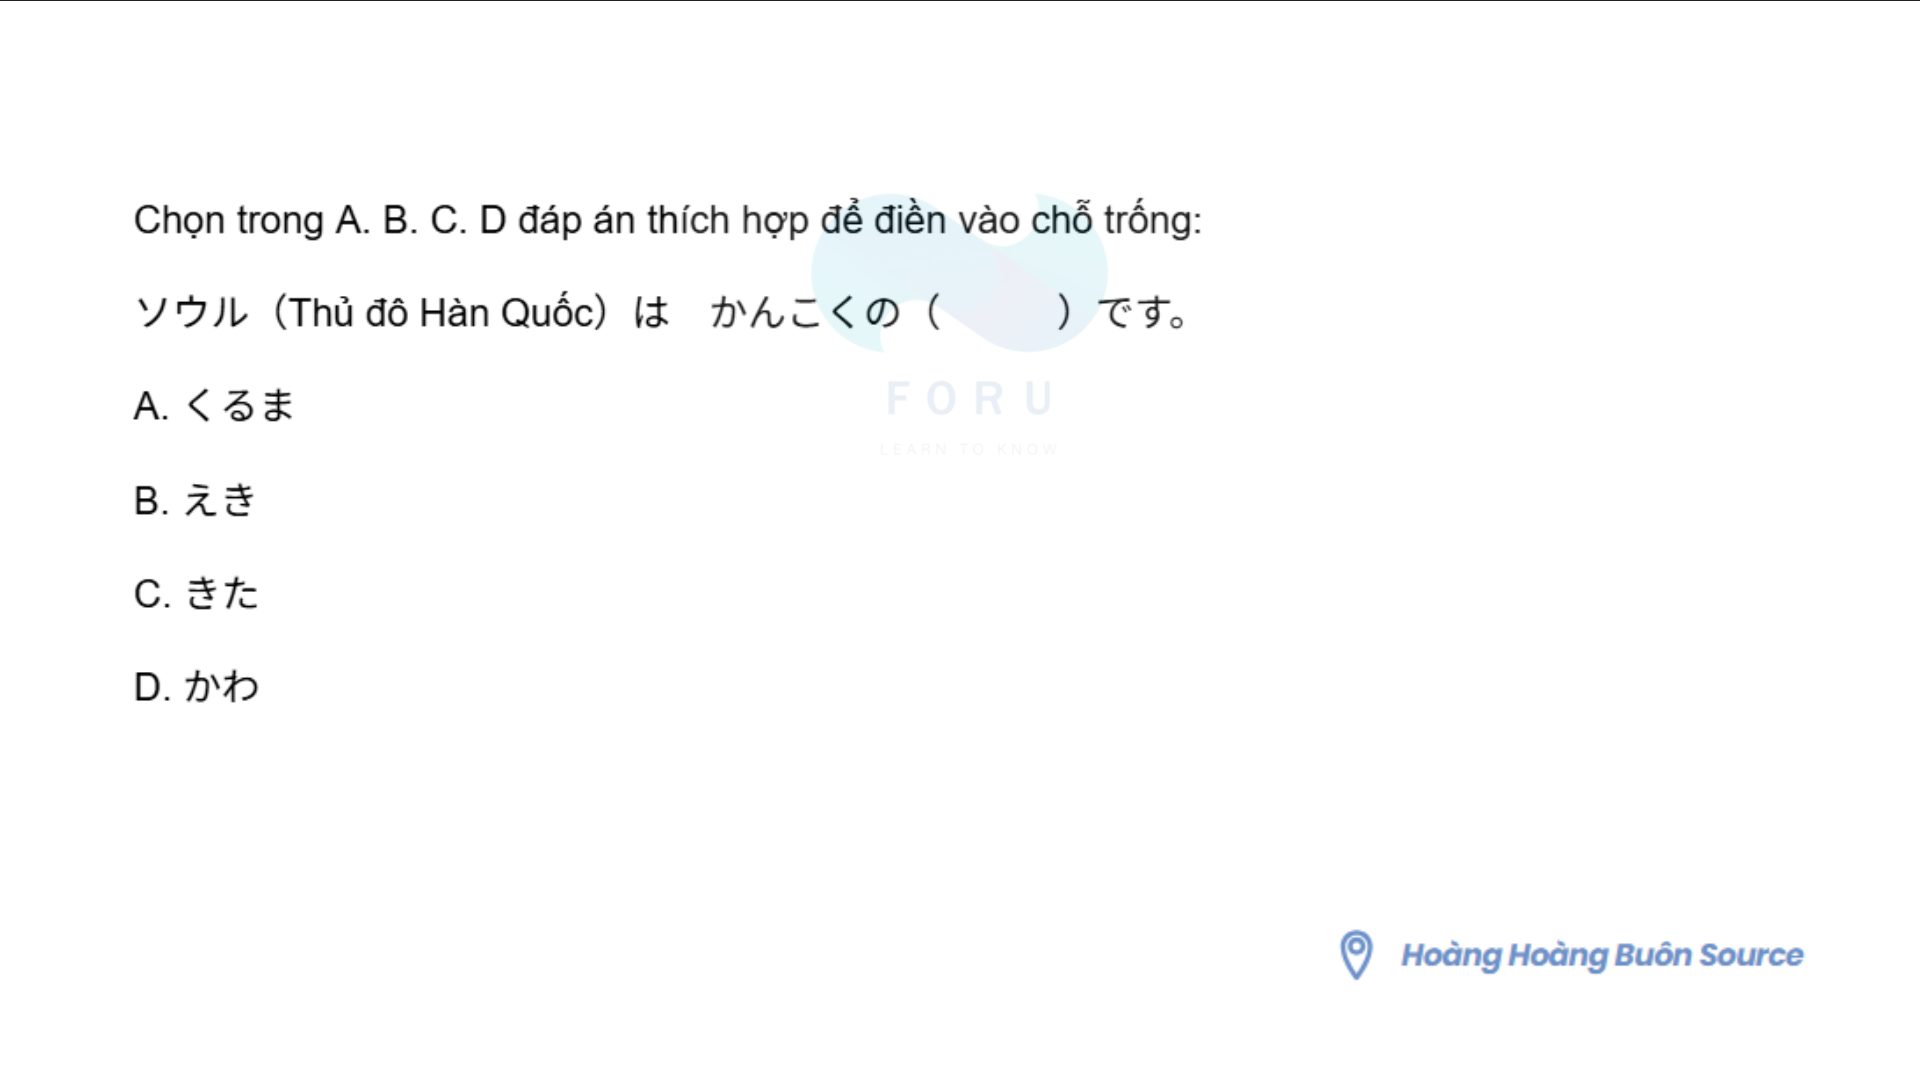 Chọn trong A. B. C. D đáp án thích hợp để điền vào chỗ trống:
ソウル（Thủ đô Hàn Quốc）は　かんこくの（　　　）です。
FORU
LEARN TO KNOW
A. くるま
B. えき
C. きた
D. かわ
Hoàng Hoàng Buôn Source